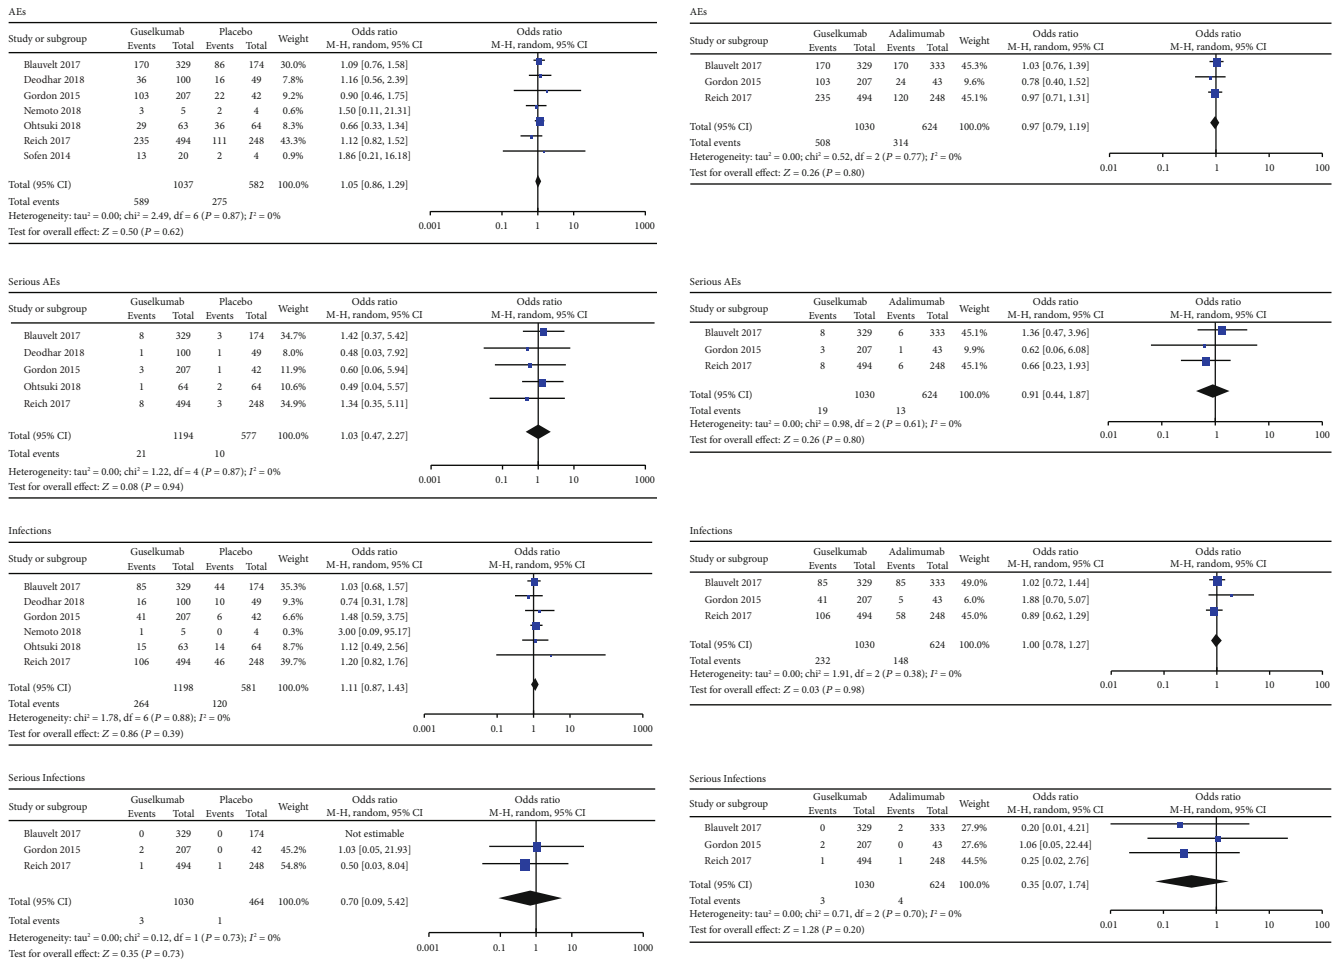 AEs
Study or subgroup Guselkumab Placebo Weight Odds ratio Odds ratio
Events Total Events Total M-H, random, 95% CI M-H, random, 95% CI
Blauvelt 2017 170 329 86 174 30.0% 1.09 [0.76, 1.58]
Deodhar 2018 36 100 16 49 7.8% 1.16 [0.56, 2.39]
Gordon 2015 103 207 22 42 9.2% 0.90 [0.46, 1.75]
Nemoto 2018 3 5 2 4 0.6% 1.50 [0.11, 21.31]
Ohtsuki 2018 29 63 36 64 8.3% 0.66 [0.33, 1.34]
Reich 2017 235 494 111 248 43.3% 1.12 [0.82, 1.52]
Sofen 2014 13 20 2 4 0.9% 1.86 [0.21, 16.18]
Total (95% CI) 1037 582 100.0% 1.05 [0.86, 1.29]
Total events 589 275
Heterogeneity: tau² = 0.00; chi² = 2.49, df = 6 (P = 0.87); I² = 0%
Test for overall effect: Z = 0.50 (P = 0.62)
0.001 0.1 1 10 1000
AEs
Study or subgroup Guselkumab Adalimumab Weight Odds ratio Odds ratio
Events Total Events Total M-H, random, 95% CI M-H, random, 95% CI
Blauvelt 2017 170 329 170 333 45.3% 1.03 [0.76, 1.39]
Gordon 2015 103 207 24 43 9.6% 0.78 [0.40, 1.52]
Reich 2017 235 494 120 248 45.1% 0.97 [0.71, 1.31]
Total (95% CI) 1030 624 100.0% 0.97 [0.79, 1.19]
Total events 508 314
Heterogeneity: tau² = 0.00; chi² = 0.52, df = 2 (P = 0.77); I² = 0%
Test for overall effect: Z = 0.26 (P = 0.80)
0.01 0.1 1 10 100
Serious AEs
Study or subgroup Guselkumab Placebo Weight Odds ratio Odds ratio
Events Total Events Total M-H, random, 95% CI M-H, random, 95% CI
Blauvelt 2017 8 329 3 174 34.7% 1.42 [0.37, 5.42]
Deodhar 2018 1 100 1 49 8.0% 0.48 [0.03, 7.92]
Gordon 2015 3 207 1 42 11.9% 0.60 [0.06, 5.94]
Ohtsuki 2018 1 64 2 64 10.6% 0.49 [0.04, 5.57]
Reich 2017 8 494 3 248 34.9% 1.34 [0.35, 5.11]
Total (95% CI) 1194 577 100.0% 1.03 [0.47, 2.27]
Total events 21 10
Heterogeneity: tau² = 0.00; chi² = 1.22, df = 4 (P = 0.87); I² = 0%
Test for overall effect: Z = 0.08 (P = 0.94)
0.001 0.1 1 10 1000
Serious AEs
Study or subgroup Guselkumab Adalimumab Weight Odds ratio Odds ratio
Events Total Events Total M-H, random, 95% CI M-H, random, 95% CI
Blauvelt 2017 8 329 6 333 45.1% 1.36 [0.47, 3.96]
Gordon 2015 3 207 1 43 9.9% 0.62 [0.06, 6.08]
Reich 2017 8 494 6 248 45.1% 0.66 [0.23, 1.93]
Total (95% CI) 1030 624 100.0% 0.91 [0.44, 1.87]
Total events 19 13
Heterogeneity: tau² = 0.00; chi² = 0.98, df = 2 (P = 0.61); I² = 0%
Test for overall effect: Z = 0.26 (P = 0.80)
0.01 0.1 1 10 100
Infections
Study or subgroup Guselkumab Placebo Weight Odds ratio Odds ratio
Events Total Events Total M-H, random, 95% CI M-H, random, 95% CI
Blauvelt 2017 85 329 44 174 35.3% 1.03 [0.68, 1.57]
Deodhar 2018 16 100 10 49 9.3% 0.74 [0.31, 1.78]
Gordon 2015 41 207 6 42 6.6% 1.48 [0.59, 3.75]
Nemoto 2018 1 5 0 4 0.3% 3.00 [0.09, 95.17]
Ohtsuki 2018 15 63 14 64 8.7% 1.12 [0.49, 2.56]
Reich 2017 106 494 46 248 39.7% 1.20 [0.82, 1.76]
Total (95% CI) 1198 581 100.0% 1.11 [0.87, 1.43]
Total events 264 120
Heterogeneity: chi² = 1.78, df = 6 (P = 0.88); I² = 0%
Test for overall effect: Z = 0.86 (P = 0.39)
0.001 0.1 1 10 1000
Infections
Study or subgroup Guselkumab Adalimumab Weight Odds ratio Odds ratio
Events Total Events Total M-H, random, 95% CI M-H, random, 95% CI
Blauvelt 2017 85 329 85 333 49.0% 1.02 [0.72, 1.44]
Gordon 2015 41 207 5 43 6.0% 1.88 [0.70, 5.07]
Reich 2017 106 494 58 248 45.0% 0.89 [0.62, 1.29]
Total (95% CI) 1030 624 100.0% 1.00 [0.78, 1.27]
Total events 232 148
Heterogeneity: tau² = 0.00; chi² = 1.91, df = 2 (P = 0.38); I² = 0%
Test for overall effect: Z = 0.03 (P = 0.98)
0.01 0.1 1 10 100
Serious Infections
Study or subgroup Guselkumab Placebo Weight Odds ratio Odds ratio
Events Total Events Total M-H, random, 95% CI M-H, random, 95% CI
Blauvelt 2017 0 329 0 174 Not estimable
Gordon 2015 2 207 0 42 45.2% 1.03 [0.05, 21.93]
Reich 2017 1 494 1 248 54.8% 0.50 [0.03, 8.04]
Total (95% CI) 1030 464 100.0% 0.70 [0.09, 5.42]
Total events 3 1
Heterogeneity: tau² = 0.00; chi² = 0.12, df = 1 (P = 0.73); I² = 0%
Test for overall effect: Z = 0.35 (P = 0.73)
0.001 0.1 1 10 1000
Serious Infections
Study or subgroup Guselkumab Adalimumab Weight Odds ratio Odds ratio
Events Total Events Total M-H, random, 95% CI M-H, random, 95% CI
Blauvelt 2017 0 329 2 333 27.9% 0.20 [0.01, 4.21]
Gordon 2015 2 207 0 43 27.6% 1.06 [0.05, 22.44]
Reich 2017 1 494 1 248 44.5% 0.25 [0.02, 2.76]
Total (95% CI) 1030 624 100.0% 0.35 [0.07, 1.74]
Total events 3 4
Heterogeneity: tau² = 0.00; chi² = 0.71, df = 2 (P = 0.70); I² = 0%
Test for overall effect: Z = 1.28 (P = 0.20)
0.01 0.1 1 10 100